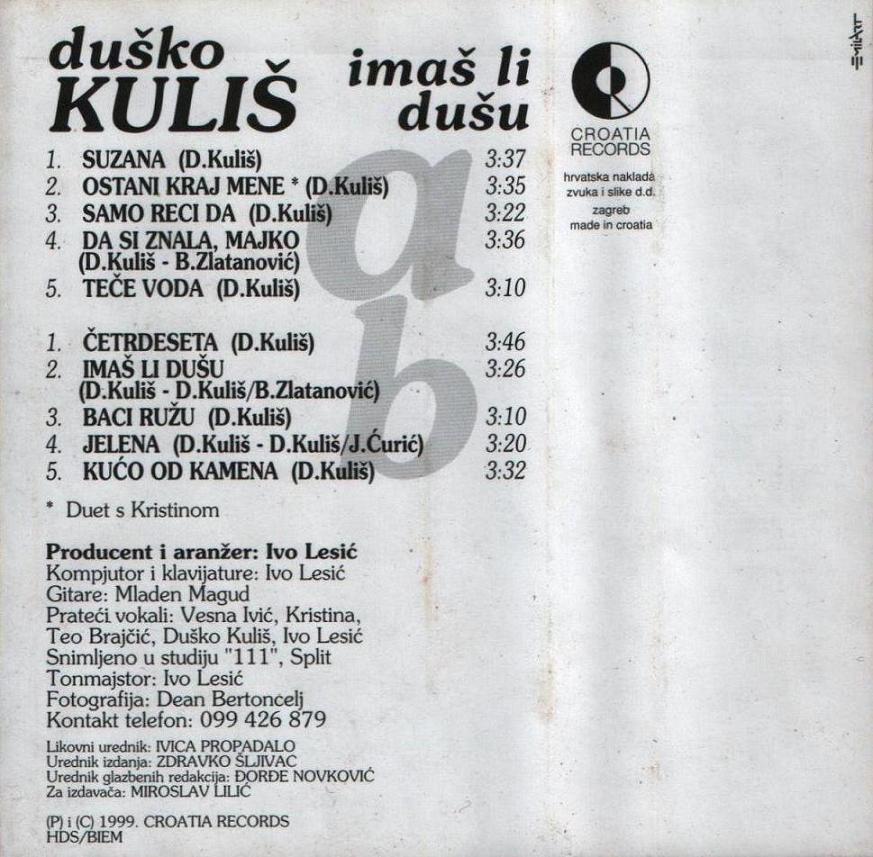 duško
KULIŠ
imaš li
dušu
a
1. SUZANA (D.Kuliš) 3:37
2. OSTANI KRAJ MENE * (D.Kuliš) 3:35
3. SAMO RECI DA (D.Kuliš) 3:22
4. DA SI ZNALA, MAJKO 3:36
(D.Kuliš - B.Zlatanović)
5. TEČE VODA (D.Kuliš) 3:10
b
1. ČETRDESETA (D.Kuliš) 3:46
2. IMAŠ LI DUŠU 3:26
(D.Kuliš - D.Kuliš/B.Zlatanović)
3. BACI RUŽU (D.Kuliš) 3:10
4. JELENA (D.Kuliš - D.Kuliš/J.Ćurić) 3:20
5. KUĆO OD KAMENA (D.Kuliš) 3:32
* Duet s Kristinom
Producent i aranžer: Ivo Lesić
Kompjutor i klavijature: Ivo Lesić
Gitare: Mladen Magud
Prateći vokali: Vesna Ivić, Kristina,
Teo Brajčić, Duško Kuliš, Ivo Lesić
Snimljeno u studiju "111", Split
Tonmajstor: Ivo Lesić
Fotografija: Dean Bertoncelj
Kontakt telefon: 099 426 879
Likovni urednik: IVICA PROPADALO
Urednik izdanja: ZDRAVKO ŠLJIVAC
Urednik glazbenih redakcija: ĐORĐE NOVKOVIĆ
Za izdavača: MIROSLAV LILIĆ
(P) i (C) 1999. CROATIA RECORDS
HDS/BIEM
CROATIA
RECORDS
hrvatska naklada
zvuka i slike d.d.
zagreb
made in croatia
EMILART